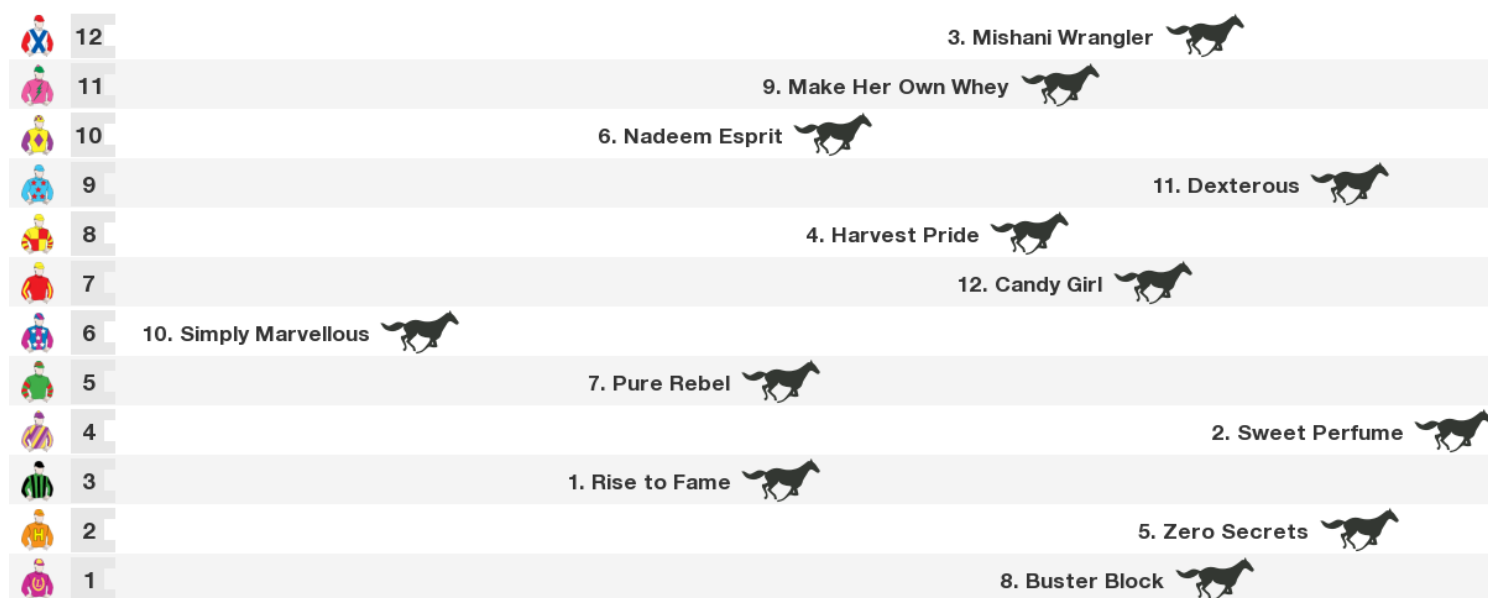 12 3. Mishani Wrangler
11 9. Make Her Own Whey
10 6. Nadeem Esprit
9 11. Dexterous
8 4. Harvest Pride
7 12. Candy Girl
6 10. Simply Marvellous
5 7. Pure Rebel
4 2. Sweet Perfume
3 1. Rise to Fame
H 2 5. Zero Secrets
1 8. Buster Block